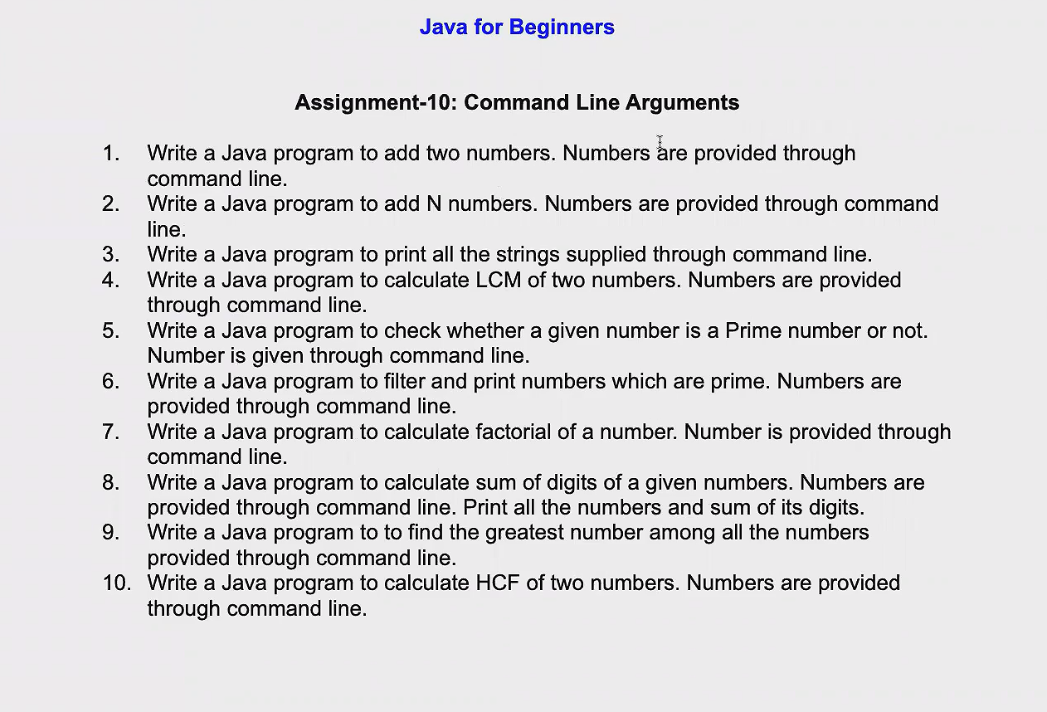 Java for Beginners
Assignment-10: Command Line Arguments
1. Write a Java program to add two numbers. Numbers are provided through
command line.
2. Write a Java program to add N numbers. Numbers are provided through command
line.
3. Write a Java program to print all the strings supplied through command line.
4. Write a Java program to calculate LCM of two numbers. Numbers are provided
through command line.
5. Write a Java program to check whether a given number is a Prime number or not.
Number is given through command line.
6. Write a Java program to filter and print numbers which are prime. Numbers are
provided through command line.
7. Write a Java program to calculate factorial of a number. Number is provided through
command line.
8. Write a Java program to calculate sum of digits of a given numbers. Numbers are
provided through command line. Print all the numbers and sum of its digits.
9. Write a Java program to to find the greatest number among all the numbers
provided through command line.
10. Write a Java program to calculate HCF of two numbers. Numbers are provided
through command line.